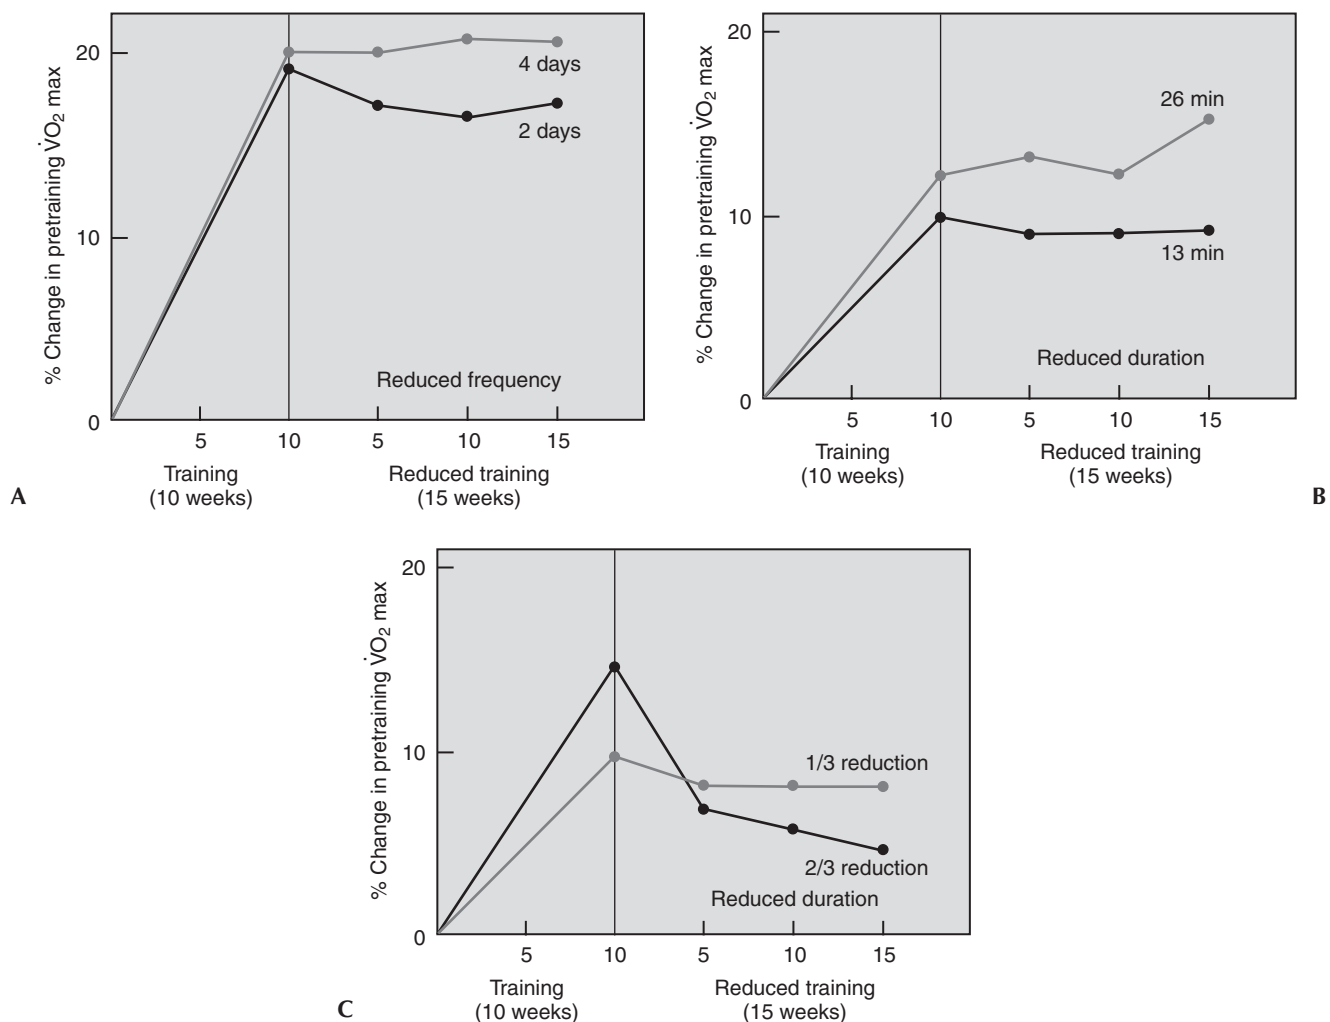 % Change in pretraining V̇O₂ max
20
10
0
4 days
2 days
Reduced frequency
5 10 5 10 15
Training
(10 weeks)
Reduced training
(15 weeks)
A
% Change in pretraining V̇O₂ max
20
10
0
26 min
13 min
Reduced duration
5 10 5 10 15
Training
(10 weeks)
Reduced training
(15 weeks)
B
% Change in pretraining V̇O₂ max
20
10
0
1/3 reduction
2/3 reduction
Reduced duration
5 10 5 10 15
Training
(10 weeks)
Reduced training
(15 weeks)
C